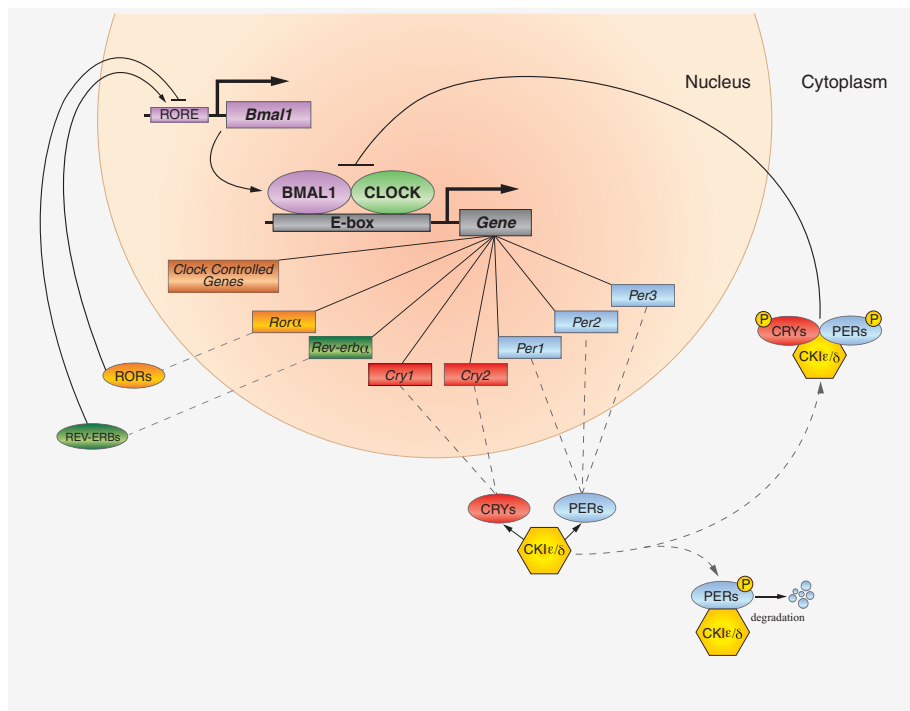 Nucleus
Cytoplasm
RORE
Bmal1
BMAL1
CLOCK
E-box
Gene
Clock Controlled
Genes
Rorα
Rev-erbα
Cry1
Cry2
Per1
Per2
Per3
RORs
REV-ERBs
P
CRYs
PERs
P
CKIε/δ
CRYs
PERs
CKIε/δ
P
PERs
CKIε/δ
degradation